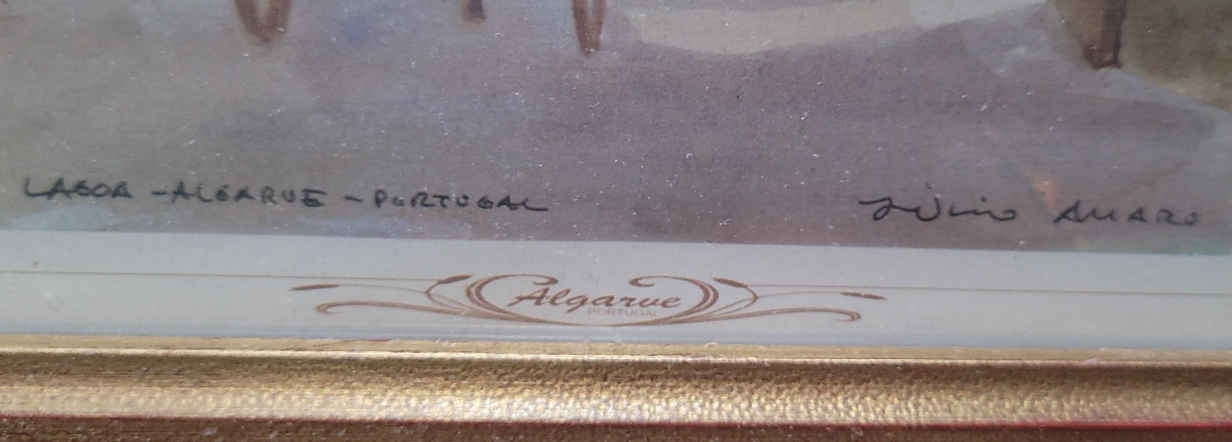 LAGOA - ALGARVE - PORTUGAL
Júlio AMARO
Algarve
PORTUGAL